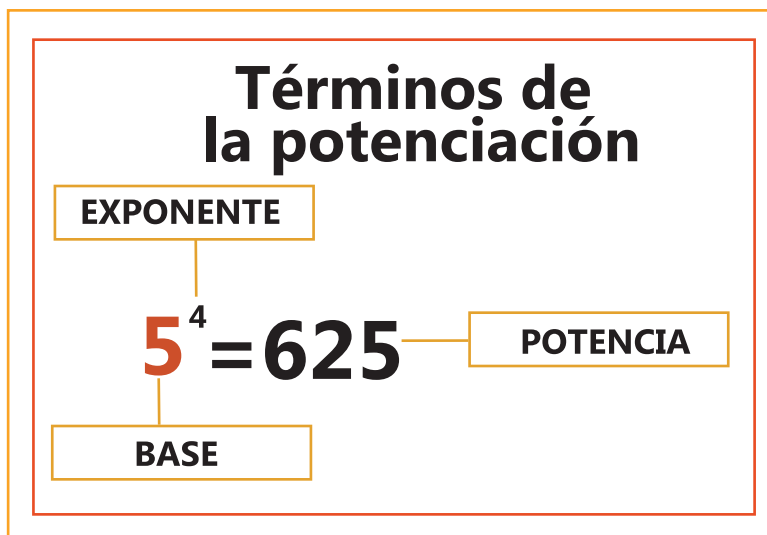 Términos de
la potenciación
EXPONENTE
5⁴=625
POTENCIA
BASE